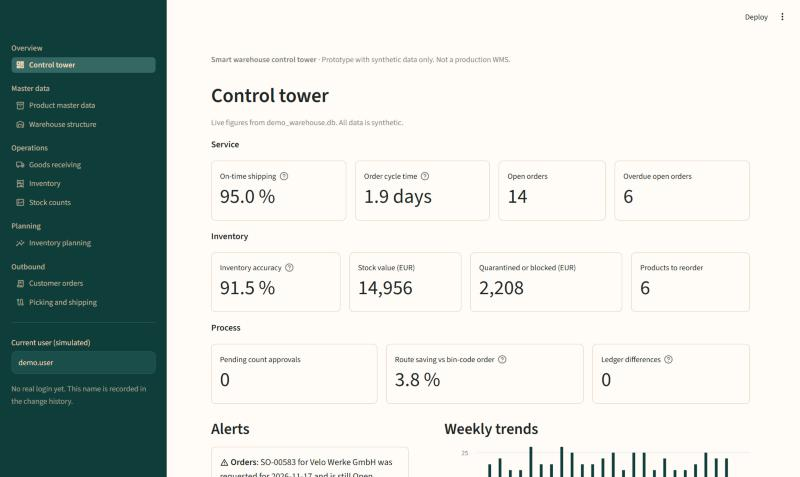 Deploy
Overview
Control tower
Master data
Product master data
Warehouse structure
Operations
Goods receiving
Inventory
Stock counts
Planning
Inventory planning
Outbound
Customer orders
Picking and shipping
Current user (simulated)
demo.user
No real login yet. This name is recorded in
the change history.
Smart warehouse control tower · Prototype with synthetic data only. Not a production WMS.
Control tower
Live figures from demo_warehouse.db. All data is synthetic.
Service
On-time shipping
95.0 %
Order cycle time
1.9 days
Open orders
14
Overdue open orders
6
Inventory
Inventory accuracy
91.5 %
Stock value (EUR)
14,956
Quarantined or blocked (EUR)
2,208
Products to reorder
6
Process
Pending count approvals
0
Route saving vs bin-code order
3.8 %
Ledger differences
0
Alerts
Orders: SO-00583 for Velo Werke GmbH was
requested for 2026-11-17 and is still Open
Weekly trends
25